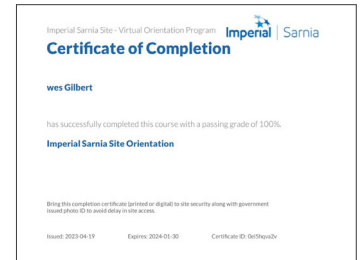 Imperial Sarnia Site - Virtual Orientation Program
Imperial | Sarnia
Certificate of Completion
wes Gilbert
has successfully completed this course with a passing grade of 100%.
Imperial Sarnia Site Orientation
Bring this completion certificate (printed or digital) to site security along with government
issued photo ID to avoid delay in site access.
Issued: 2023-04-19 Expires: 2024-01-30 Certificate ID: 0ei5hqva2v